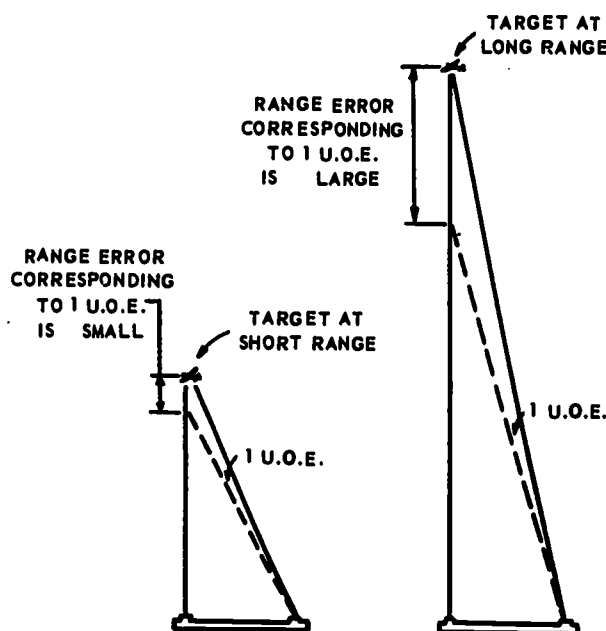 TARGET AT
LONG RANGE
RANGE ERROR
CORRESPONDING
TO 1 U.O.E.
IS LARGE
RANGE ERROR
CORRESPONDING
TO 1 U.O.E.
IS SMALL
TARGET AT
SHORT RANGE
1 U.O.E.
1 U.O.E.